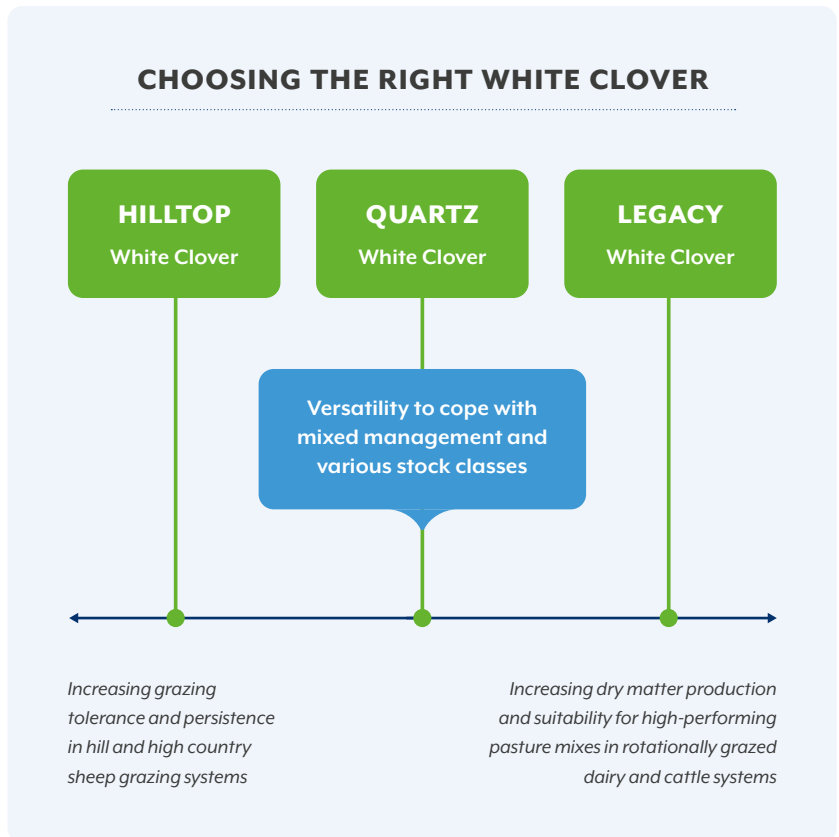 CHOOSING THE RIGHT WHITE CLOVER
HILLTOP
White Clover
QUARTZ
White Clover
LEGACY
White Clover
Versatility to cope with
mixed management and
various stock classes
Increasing grazing
tolerance and persistence
in hill and high country
sheep grazing systems
Increasing dry matter production
and suitability for high-performing
pasture mixes in rotationally grazed
dairy and cattle systems